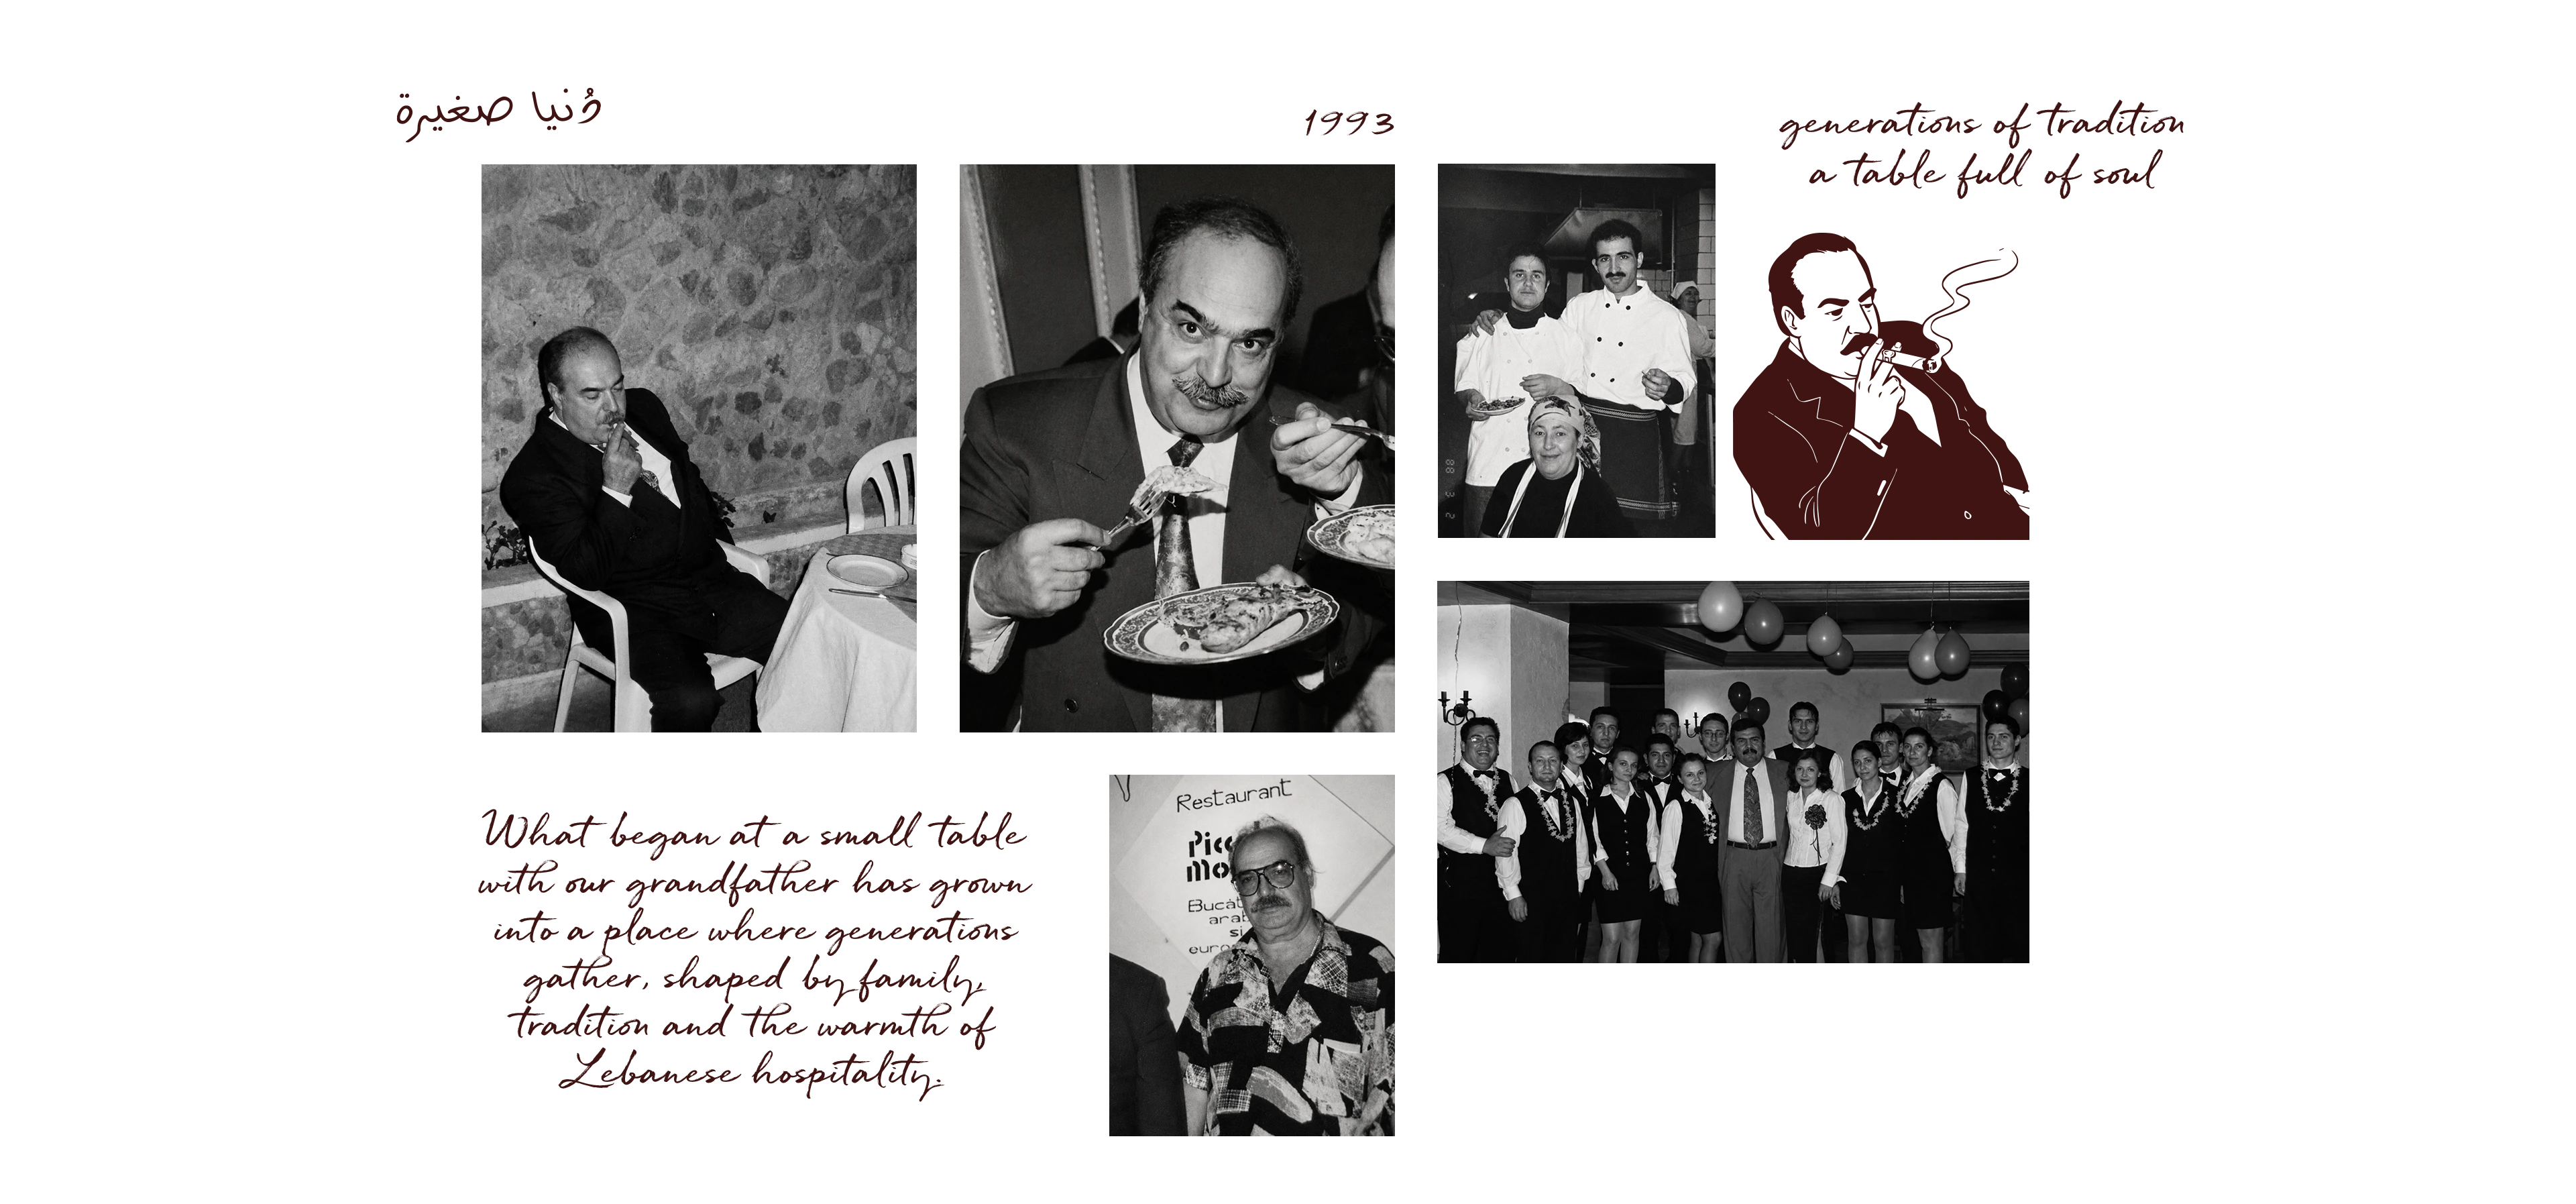 دُنيا صغيرة
1993
generations of tradition
a table full of soul
What began at a small table
with our grandfather has grown
into a place where generations
gather, shaped by family,
tradition and the warmth of
Lebanese hospitality.
Restaurant
si